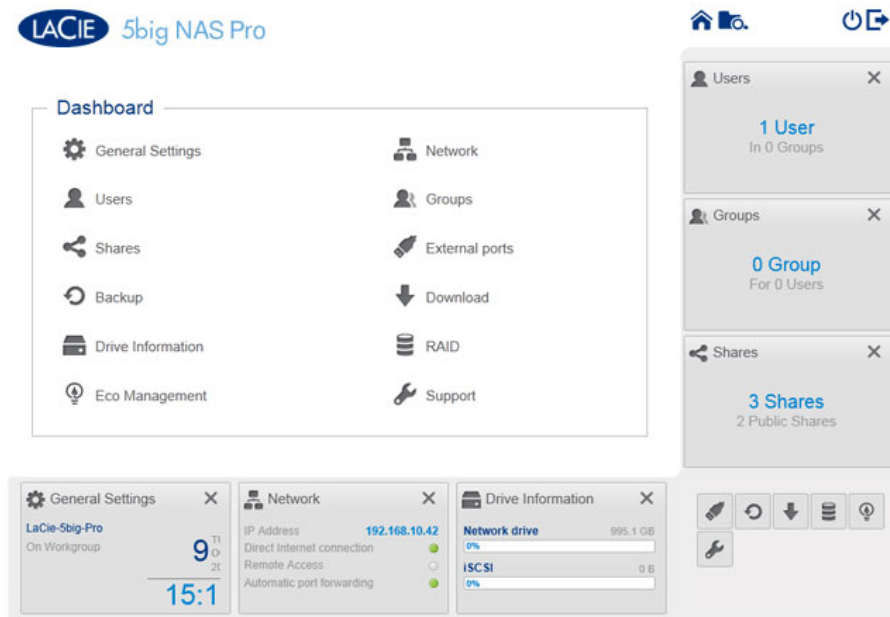 LACIE 5big NAS Pro
Dashboard
General Settings
Network
Users
Groups
Shares
External ports
Backup
Download
Drive Information
RAID
Eco Management
Support
Users
1 User
In 0 Groups
Groups
0 Group
For 0 Users
Shares
3 Shares
2 Public Shares
General Settings
LaCie-5big-Pro
On Workgroup
9
15:1
Network
IP Address 192.168.10.42
Direct Internet connection
Remote Access
Automatic port forwarding
Drive Information
Network drive 995.1 GB
0%
iSCSI 0 B
0%